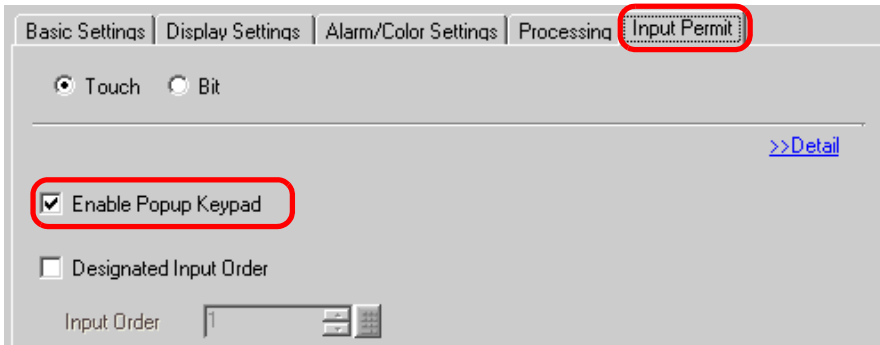 Basic Settings Display Settings Alarm/Color Settings Processing Input Permit
Touch Bit
>>Detail
Enable Popup Keypad
Designated Input Order
Input Order 1